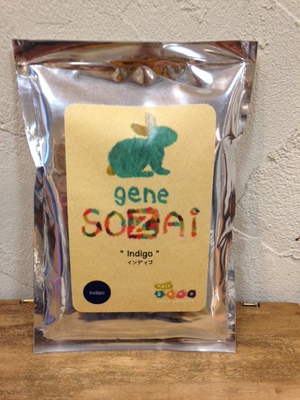 gene
SOZAi
" Indigo "
インディゴ
Indigo